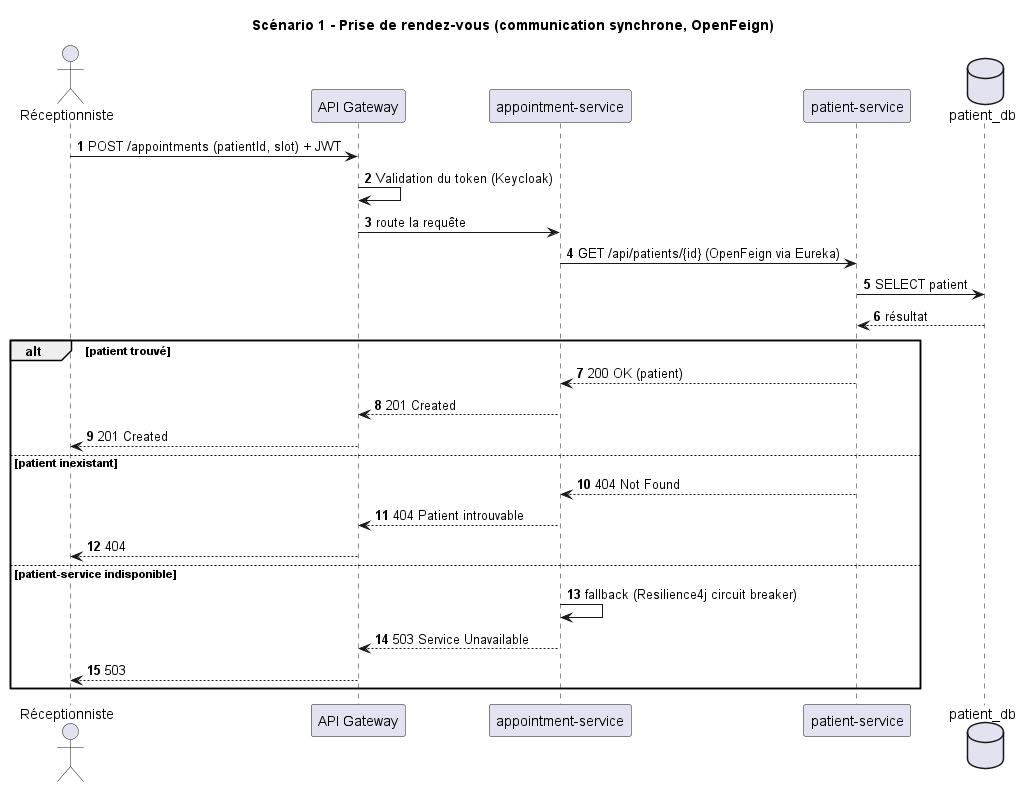 Scénario 1 - Prise de rendez-vous (communication synchrone, OpenFeign)
Réceptionniste
API Gateway
appointment-service
patient-service
patient_db
1 POST /appointments (patientId, slot) + JWT
2 Validation du token (Keycloak)
3 route la requête
4 GET /api/patients/{id} (OpenFeign via Eureka)
5 SELECT patient
6 résultat
alt [patient trouvé]
7 200 OK (patient)
8 201 Created
9 201 Created
[patient inexistant]
10 404 Not Found
11 404 Patient introuvable
12 404
[patient-service indisponible]
13 fallback (Resilience4j circuit breaker)
14 503 Service Unavailable
15 503
Réceptionniste
API Gateway
appointment-service
patient-service
patient_db